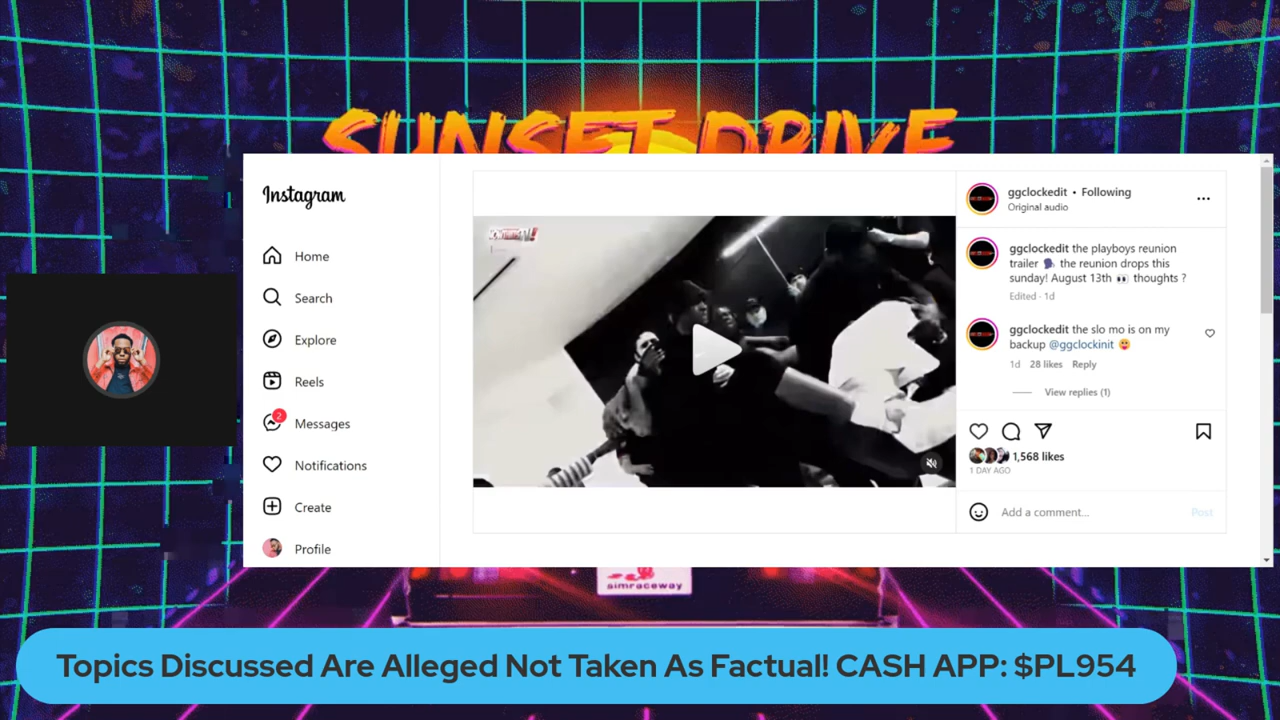 SUNSET DRIVE
Instagram
Home
Search
Explore
Reels
2
Messages
Notifications
Create
Profile
ggclockedit • Following
Original audio
ggclockedit the playboys reunion
trailer 🗣 the reunion drops this
sunday! August 13th 👀 thoughts ?
Edited · 1d
ggclockedit the slo mo is on my
backup @ggclockinit 😛
1d 28 likes Reply
View replies (1)
1,568 likes
1 DAY AGO
Add a comment...
Post
simraceway
Topics Discussed Are Alleged Not Taken As Factual! CASH APP: $PL954